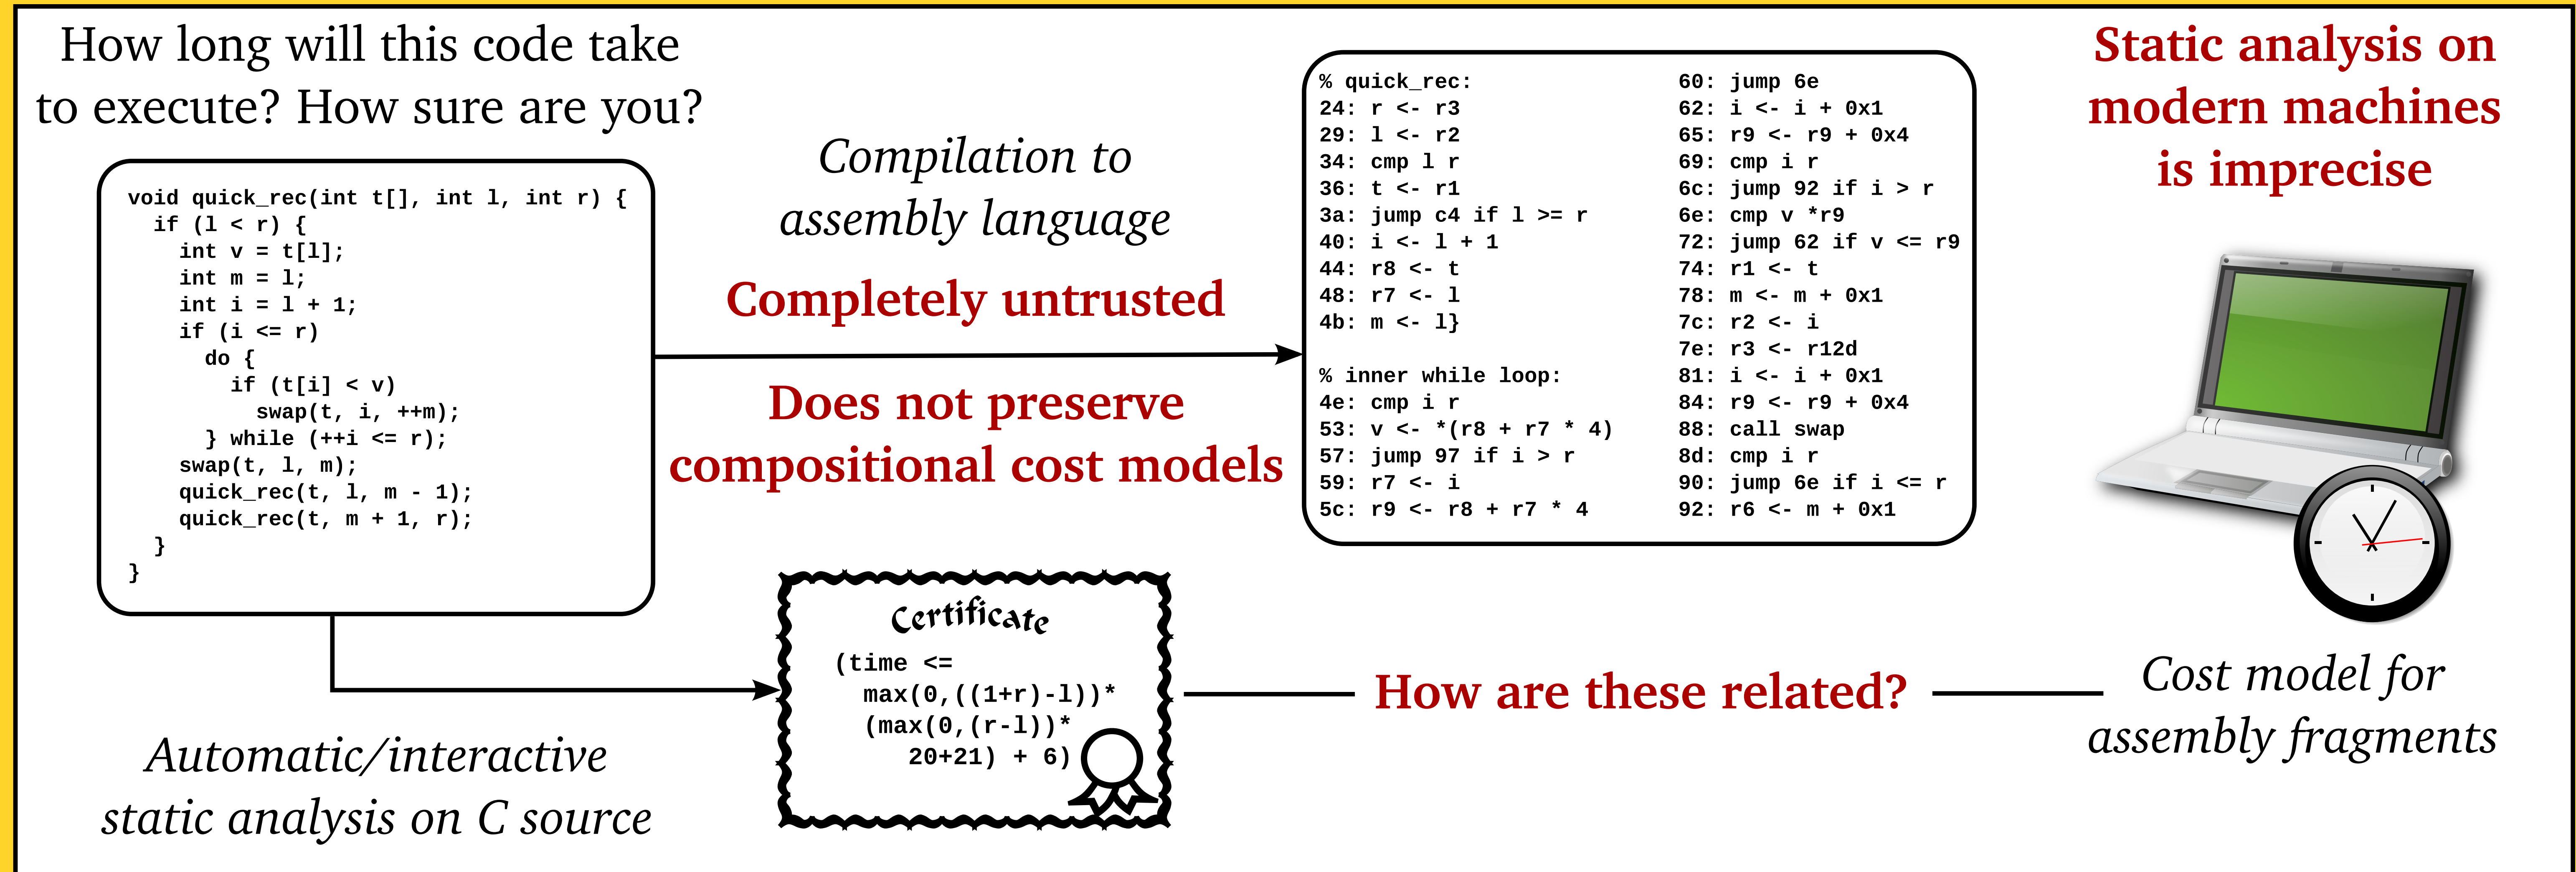 How long will this code take
to execute? How sure are you?
void quick_rec(int t[], int l, int r) {
  if (l < r) {
    int v = t[l];
    int m = l;
    int i = l + 1;
    if (i <= r)
      do {
        if (t[i] < v)
          swap(t, i, ++m);
      } while (++i <= r);
    swap(t, l, m);
    quick_rec(t, l, m - 1);
    quick_rec(t, m + 1, r);
  }
}
Compilation to
assembly language
Completely untrusted
Does not preserve
compositional cost models
% quick_rec:
24: r <- r3
29: l <- r2
34: cmp l r
36: t <- r1
3a: jump c4 if l >= r
40: i <- l + 1
44: r8 <- t
48: r7 <- l
4b: m <- l}
% inner while loop:
4e: cmp i r
53: v <- *(r8 + r7 * 4)
57: jump 97 if i > r
59: r7 <- i
5c: r9 <- r8 + r7 * 4
60: jump 6e
62: i <- i + 0x1
65: r9 <- r9 + 0x4
69: cmp i r
6c: jump 92 if i > r
6e: cmp v *r9
72: jump 62 if v <= r9
74: r1 <- t
78: m <- m + 0x1
7c: r2 <- i
7e: r3 <- r12d
81: i <- i + 0x1
84: r9 <- r9 + 0x4
88: call swap
8d: cmp i r
90: jump 6e if i <= r
92: r6 <- m + 0x1
Static analysis on
modern machines
is imprecise
Automatic/interactive
static analysis on C source
Certificate
(time <=
  max(0,((1+r)-l))*
  (max(0,(r-l))*
     20+21) + 6)
How are these related?
Cost model for
assembly fragments